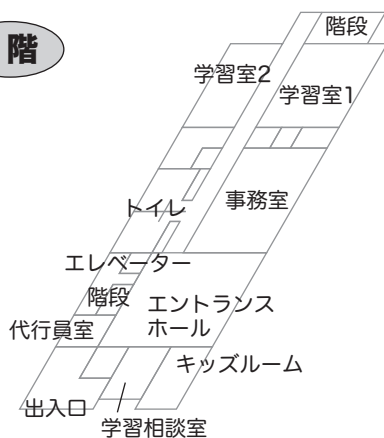 階
階段
学習室2
学習室1
事務室
トイレ
エレベーター
階段
エントランス
ホール
代行員室
キッズルーム
出入口
学習相談室